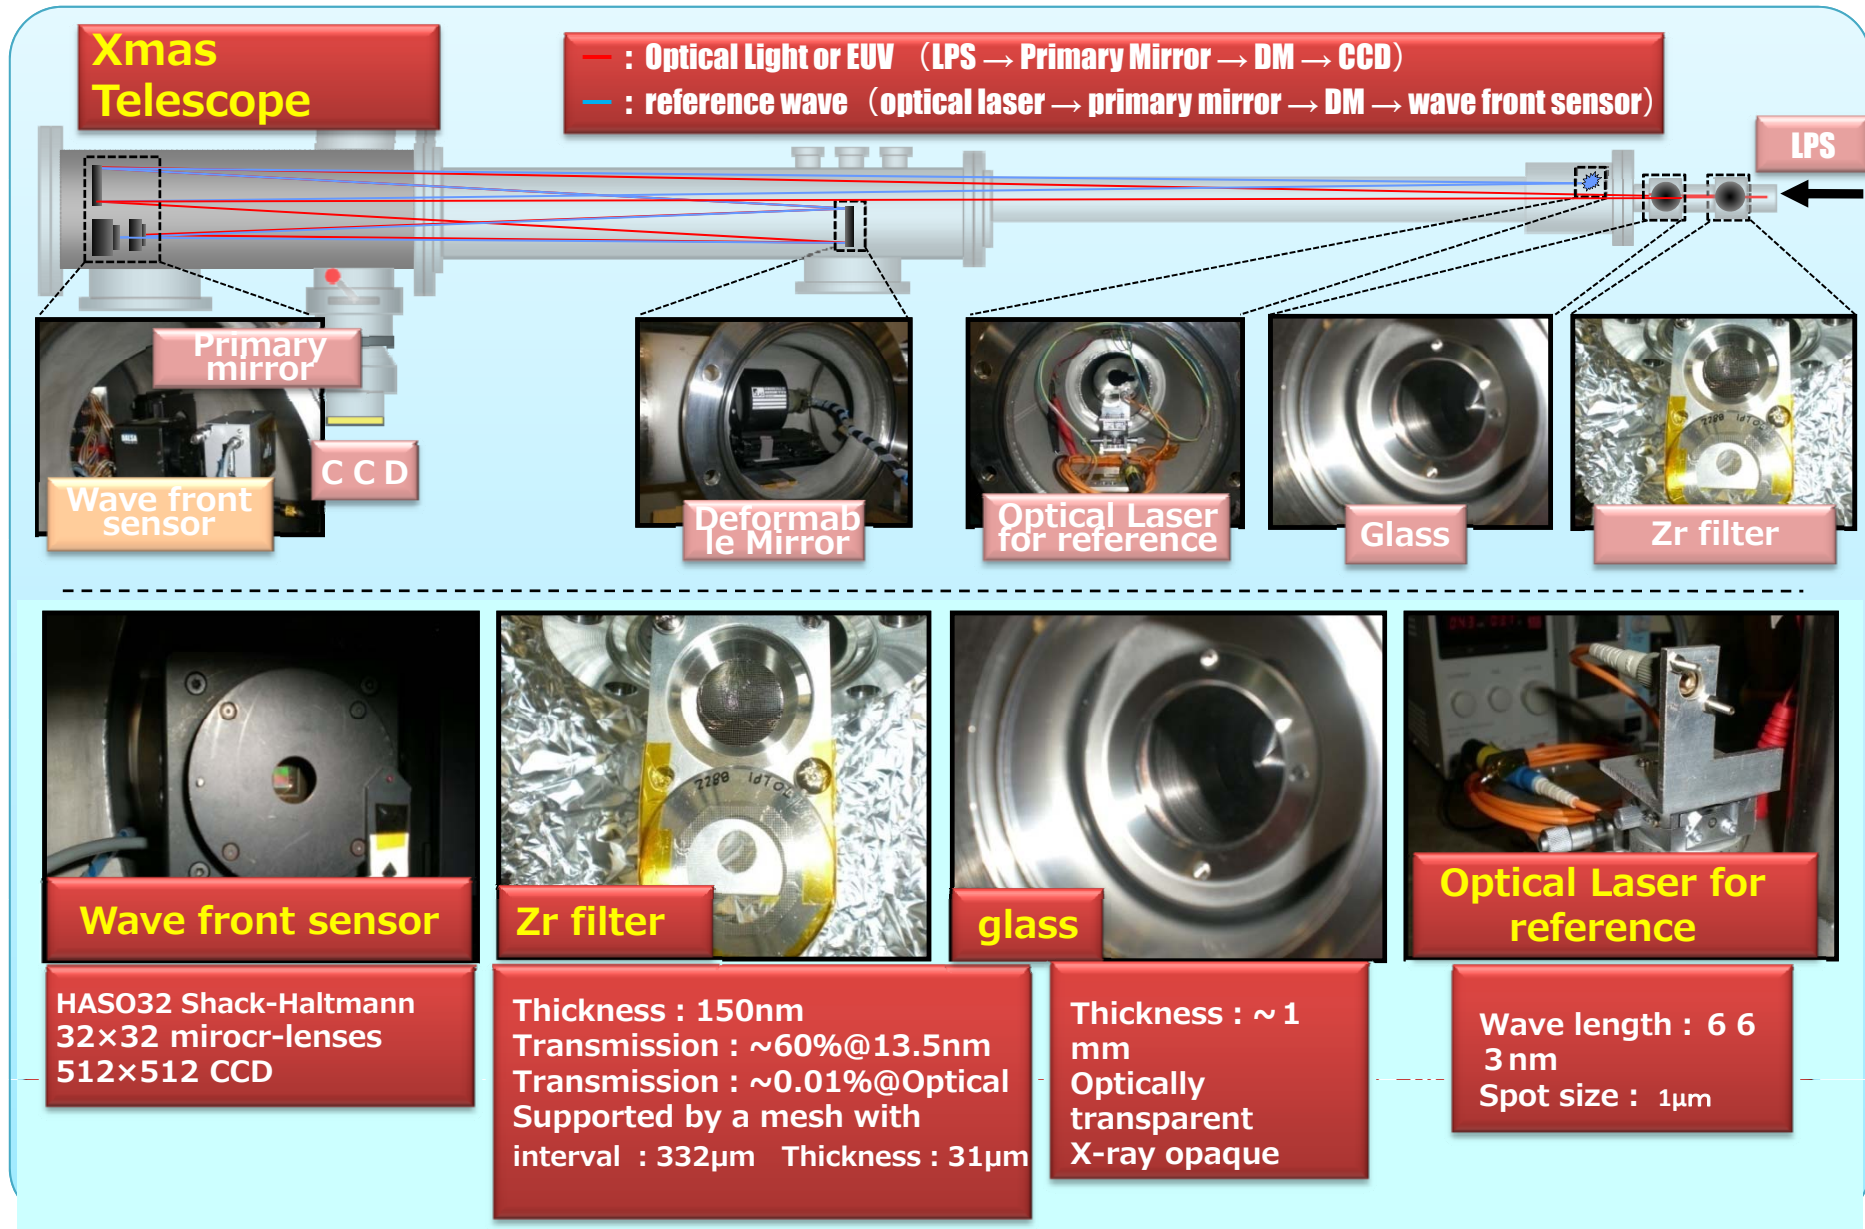 Xmas
Telescope
— : Optical Light or EUV （LPS → Primary Mirror → DM → CCD）
— : reference wave （optical laser → primary mirror → DM → wave front sensor）
LPS
Primary
mirror
CCD
Wave front
sensor
Deformab
le Mirror
Optical Laser
for reference
Glass
Zr filter
Wave front sensor
Zr filter
glass
Optical Laser for
reference
HASO32 Shack-Haltmann
32×32 mirocr-lenses
512×512 CCD
Thickness : 150nm
Transmission : ~60%@13.5nm
Transmission : ~0.01%@Optical
Supported by a mesh with
interval : 332μm Thickness : 31μm
Thickness : ~1
mm
Optically
transparent
X-ray opaque
Wave length : 66
3nm
Spot size : 1μm